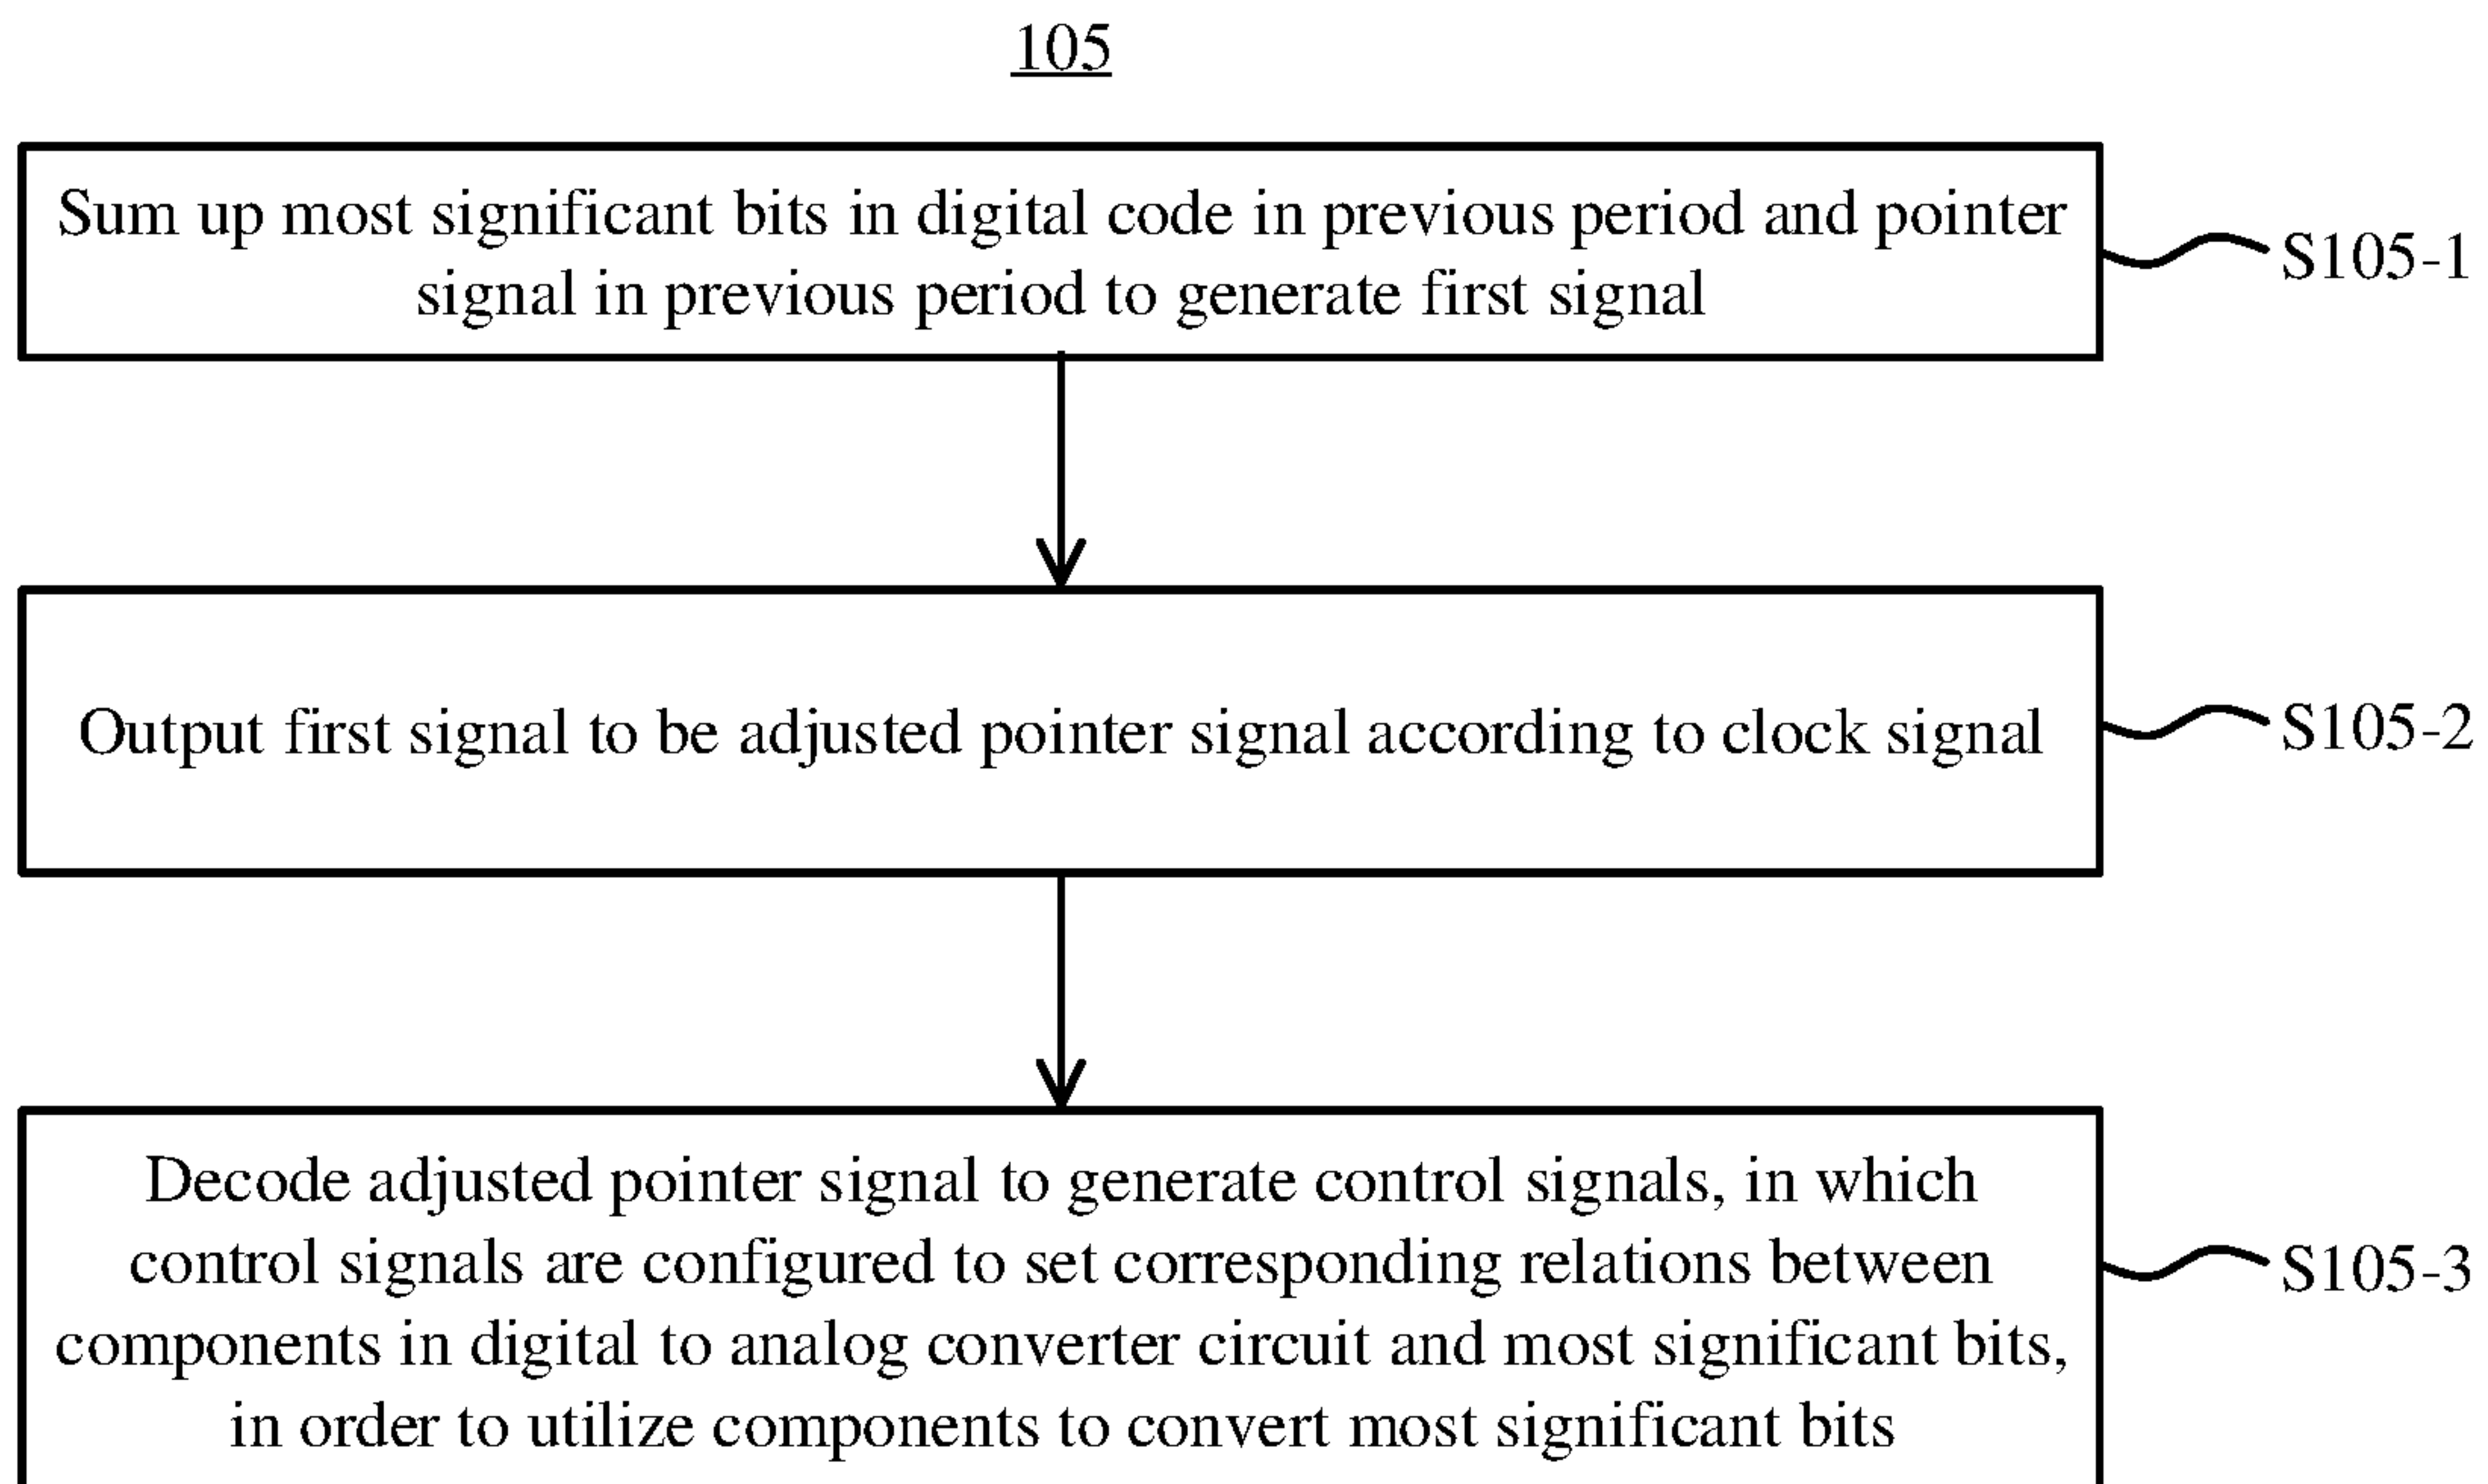 105
Sum up most significant bits in digital code in previous period and pointer
signal in previous period to generate first signal
S105-1
Output first signal to be adjusted pointer signal according to clock signal
S105-2
Decode adjusted pointer signal to generate control signals, in which
control signals are configured to set corresponding relations between
components in digital to analog converter circuit and most significant bits,
in order to utilize components to convert most significant bits
S105-3